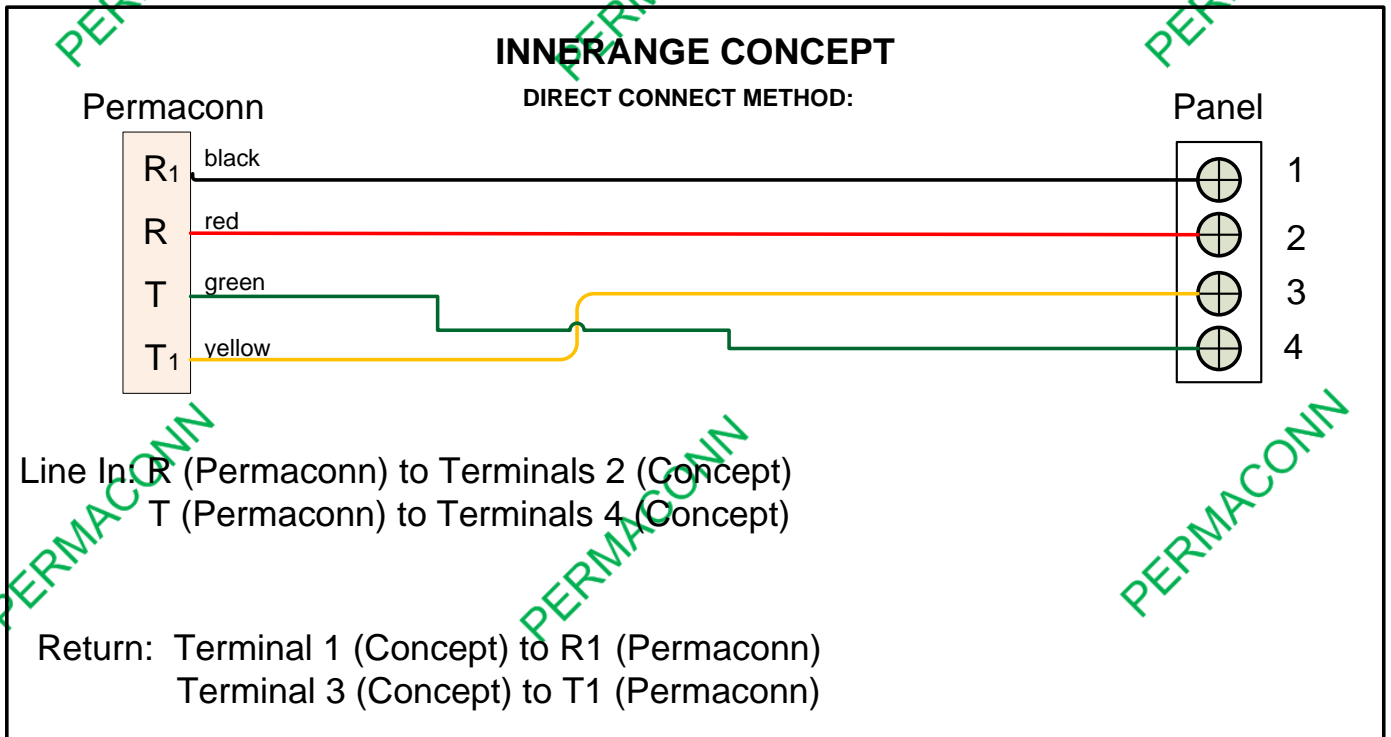 PERMACONN
INNERANGE CONCEPT
DIRECT CONNECT METHOD:
Permaconn
Panel
R1
black
1
R
red
2
T
green
3
T1
yellow
4
PERMACONN
PERMACONN
PERMACONN
Line In: R (Permaconn) to Terminals 2 (Concept)
T (Permaconn) to Terminals 4 (Concept)
Return: Terminal 1 (Concept) to R1 (Permaconn)
Terminal 3 (Concept) to T1 (Permaconn)